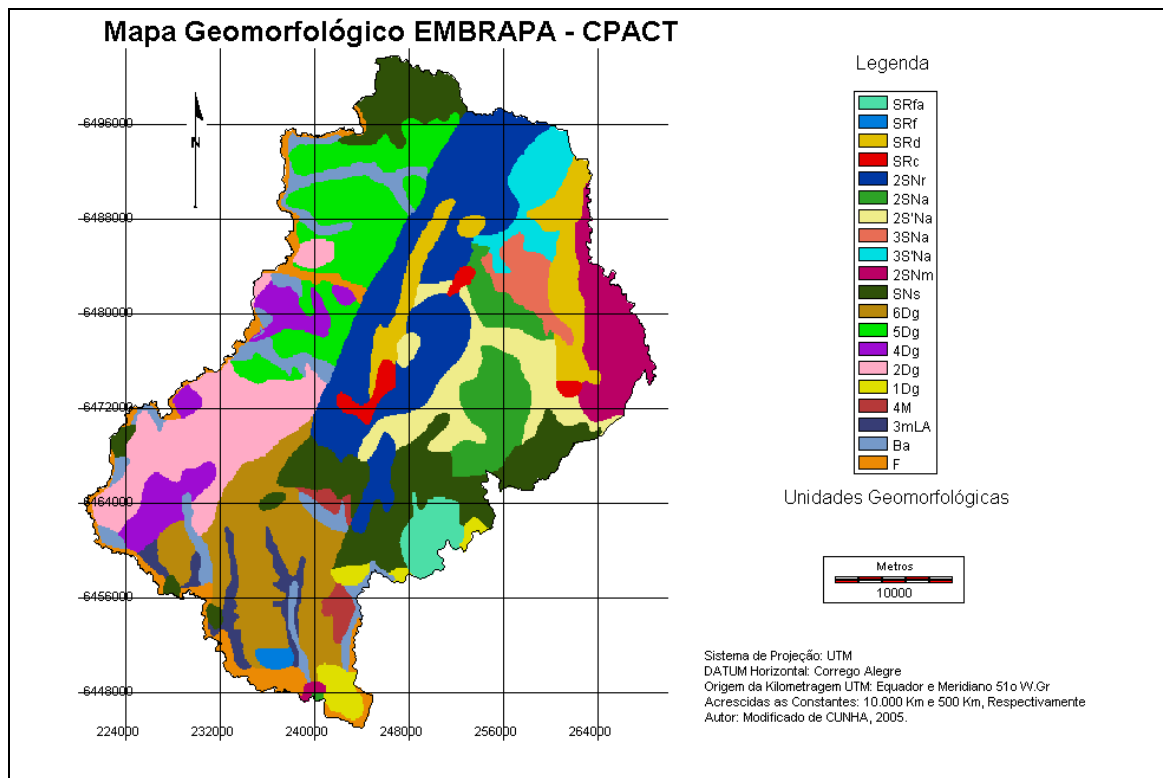 Mapa Geomorfológico EMBRAPA - CPACT
Legenda
SRfa
SRf
SRd
SRc
2SNr
2SNa
2S'Na
3SNa
3S'Na
2SNm
SNs
6Dg
5Dg
4Dg
2Dg
1Dg
4M
3mLA
Ba
F
Unidades Geomorfológicas
N
6496000
6488000
6480000
6472000
6464000
6456000
6448000
224000 232000 240000 248000 256000 264000
Metros
10000
Sistema de Projeção: UTM
DATUM Horizontal: Corrego Alegre
Origem da Kilometragem UTM: Equador e Meridiano 51o W.Gr
Acrescidas as Constantes: 10.000 Km e 500 Km, Respectivamente
Autor: Modificado de CUNHA, 2005.